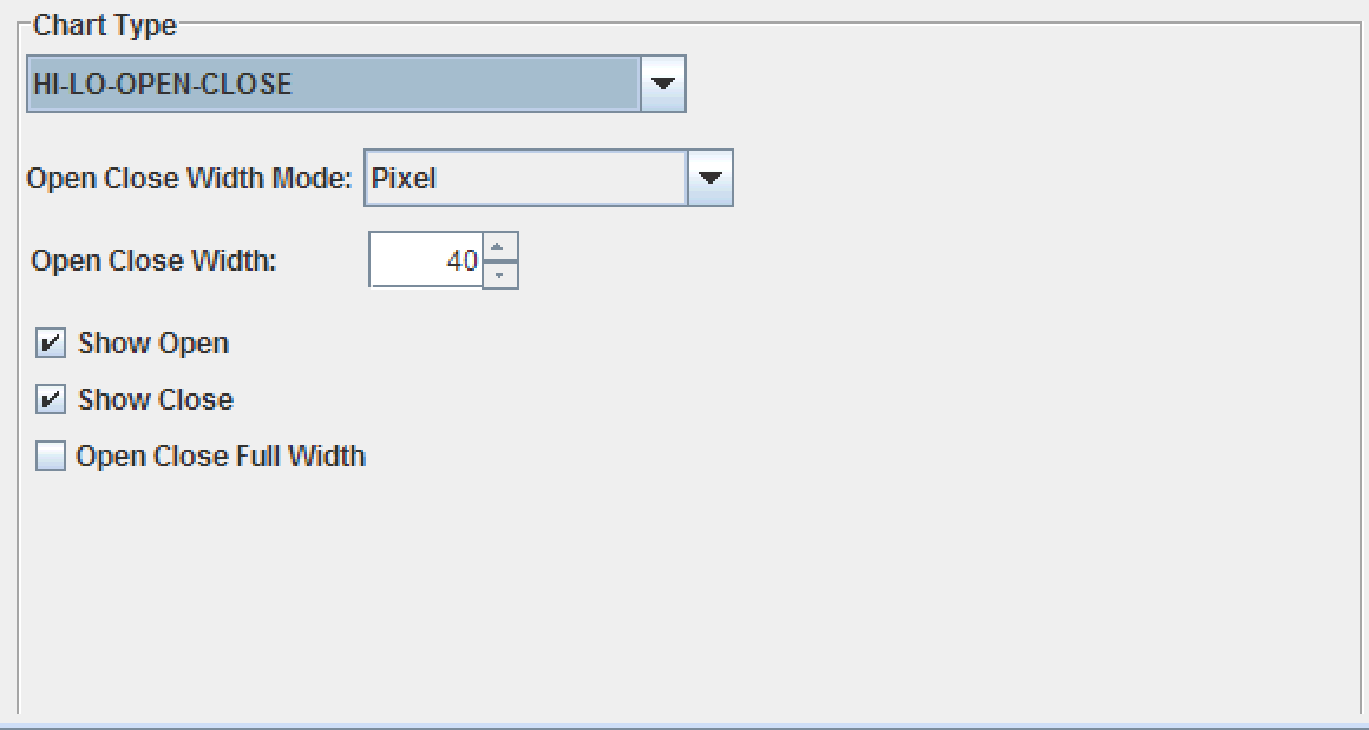 Chart Type
HI-LO-OPEN-CLOSE
Open Close Width Mode: Pixel
Open Close Width: 40
Show Open
Show Close
Open Close Full Width